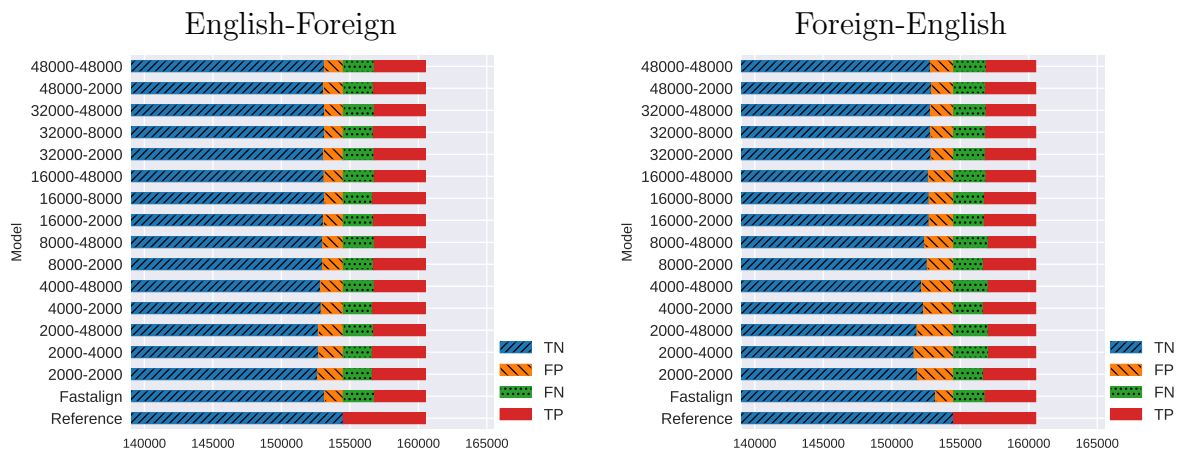 English-Foreign
48000-48000
48000-2000
32000-48000
32000-8000
32000-2000
16000-48000
16000-8000
16000-2000
8000-48000
8000-2000
4000-48000
4000-2000
2000-48000
2000-4000
2000-2000
Fastalign
Reference
Model
140000 145000 150000 155000 160000 165000
TN
FP
FN
TP
Foreign-English
48000-48000
48000-2000
32000-48000
32000-8000
32000-2000
16000-48000
16000-8000
16000-2000
8000-48000
8000-2000
4000-48000
4000-2000
2000-48000
2000-4000
2000-2000
Fastalign
Reference
Model
140000 145000 150000 155000 160000 165000
TN
FP
FN
TP